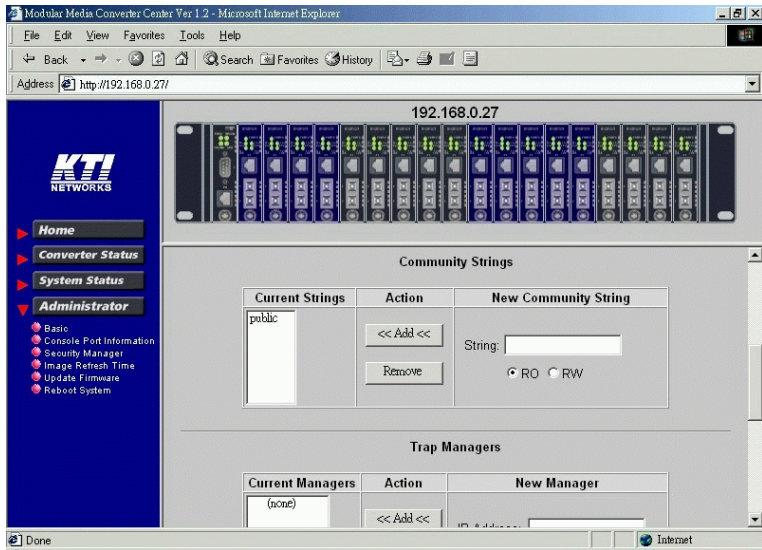 Modular Media Converter Center Ver 1.2 - Microsoft Internet Explorer
File Edit View Favorites Tools Help
Back Search Favorites History
Address http://192.168.0.27/
192.168.0.27
KTI
NETWORKS
Home
Converter Status
System Status
Administrator
Basic
Console Port Information
Security Manager
Image Refresh Time
Update Firmware
Reboot System
Community Strings
Current Strings Action New Community String
public
<< Add <<
String:
Remove
RO RW
Trap Managers
Current Managers Action New Manager
(none)
<< Add <<
IP Address:
Done Internet